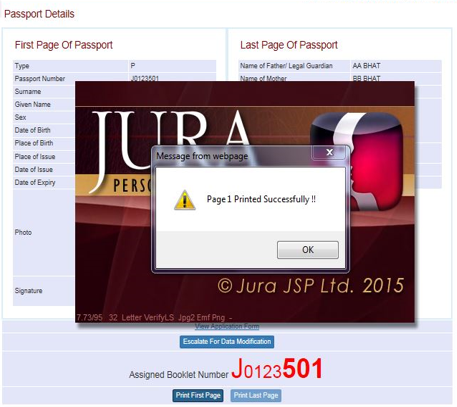 Passport Details
First Page Of Passport
Last Page Of Passport
Type P
Name of Father/ Legal Guardian AA BHAT
Passport Number J0123501
Name of Mother BB BHAT
Surname
Given Name
Sex
Date of Birth
Place of Birth
Place of Issue
Date of Issue
Date of Expiry
Photo
Signature
JURA
PERSO
Message from webpage
x
Page 1 Printed Successfully !!
OK
© Jura JSP Ltd. 2015
7.73/95 32 Letter VerifyLS Jpg2 Emf Png -
View Application Form
Escalate For Data Modification
Assigned Booklet Number J0123501
Print First Page
Print Last Page